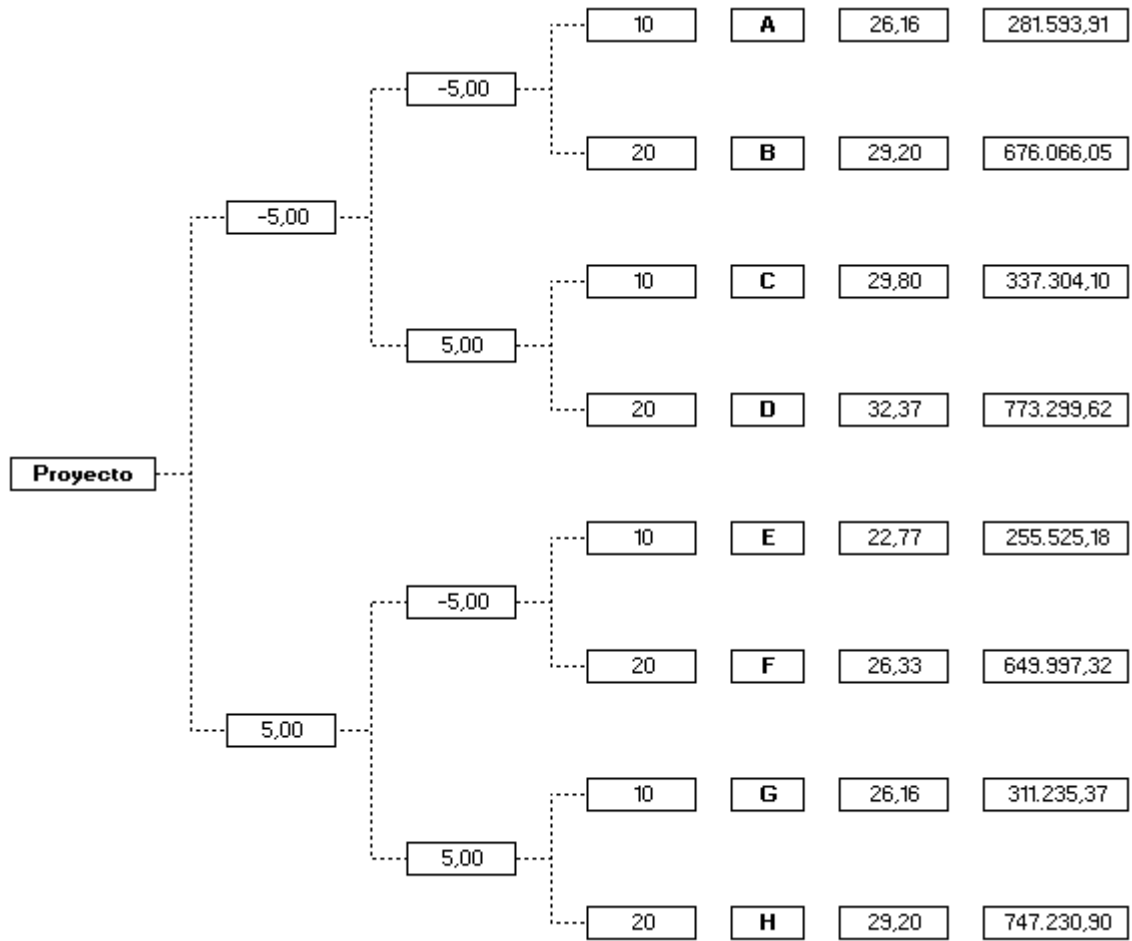 10 A 26,16 281.593,91
-5,00
20 B 29,20 676.066,05
-5,00
10 C 29,80 337.304,10
5,00
20 D 32,37 773.299,62
Proyecto
10 E 22,77 255.525,18
-5,00
20 F 26,33 649.997,32
5,00
10 G 26,16 311.235,37
5,00
20 H 29,20 747.230,90